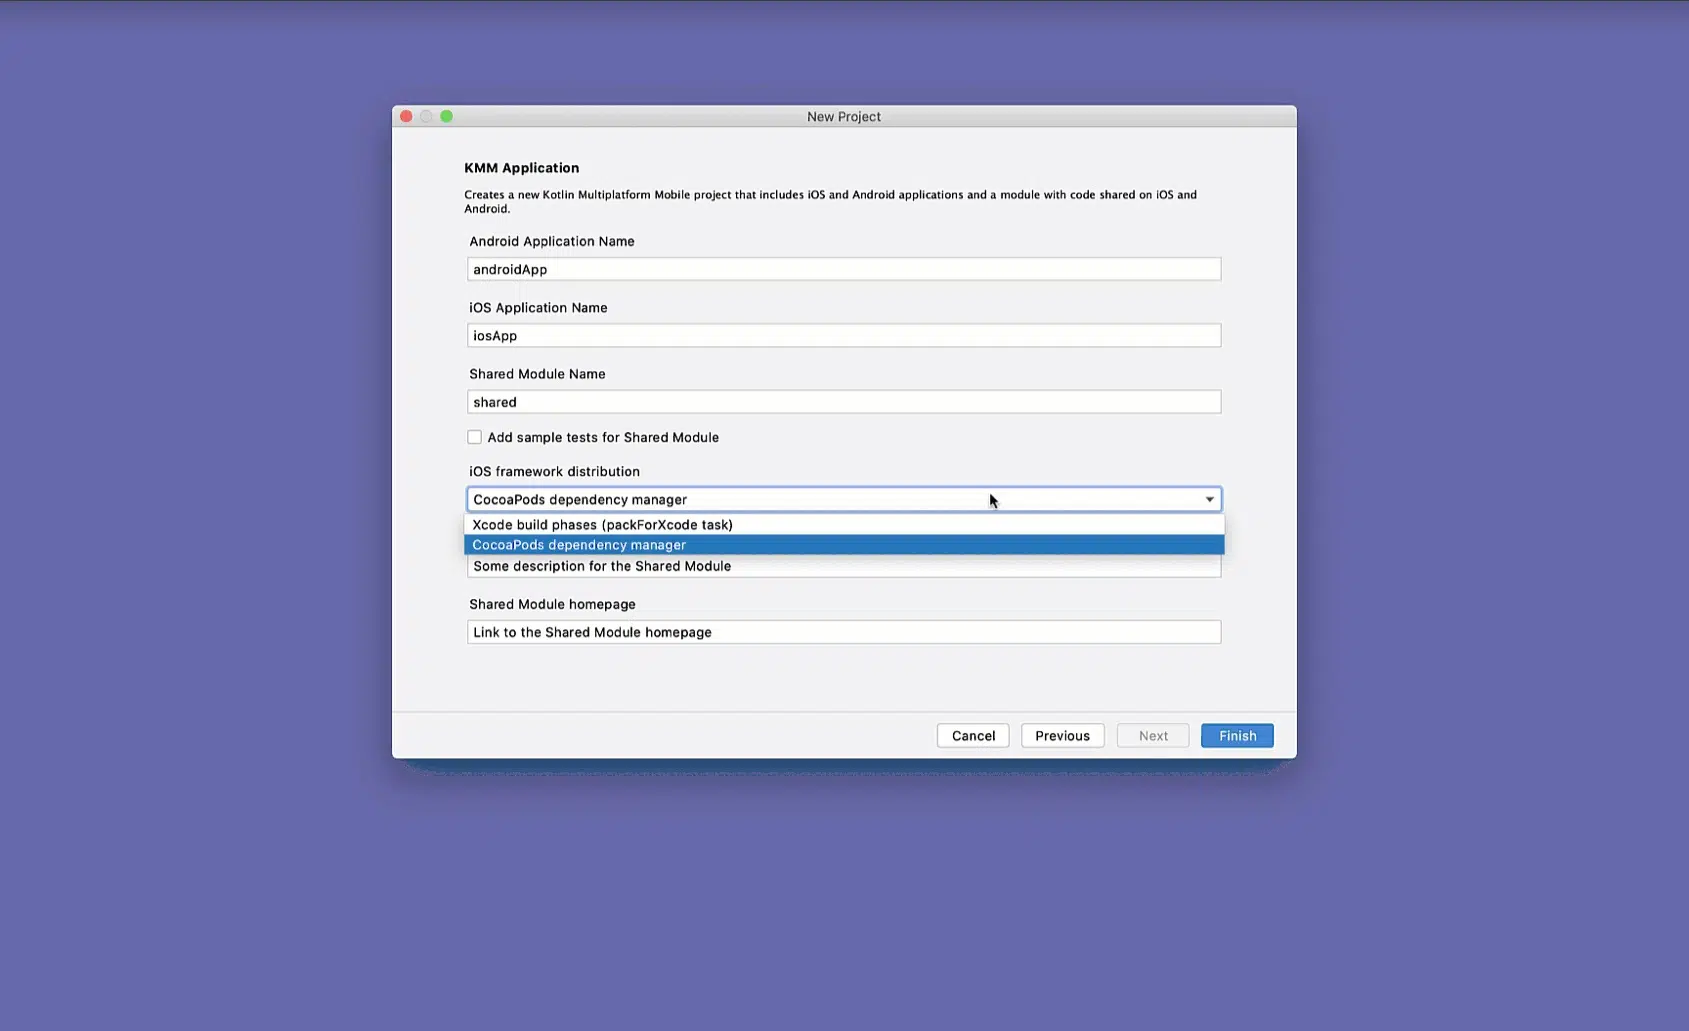 New Project
KMM Application
Creates a new Kotlin Multiplatform Mobile project that includes iOS and Android applications and a module with code shared on iOS and
Android.
Android Application Name
androidApp
iOS Application Name
iosApp
Shared Module Name
shared
Add sample tests for Shared Module
iOS framework distribution
CocoaPods dependency manager
Xcode build phases (packForXcode task)
CocoaPods dependency manager
Some description for the Shared Module
Shared Module homepage
Link to the Shared Module homepage
Cancel Previous Next Finish